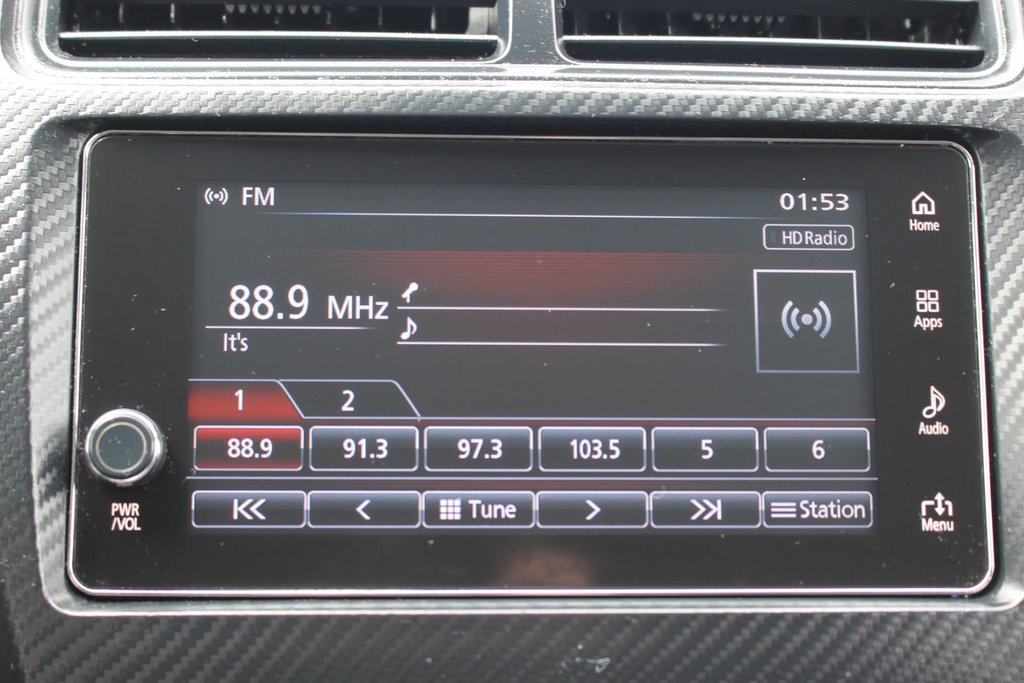 FM
01:53
HD Radio
88.9 MHz
It's
1 2
88.9 91.3 97.3 103.5 5 6
Tune Station
PWR
/VOL
Home
Apps
Audio
Menu